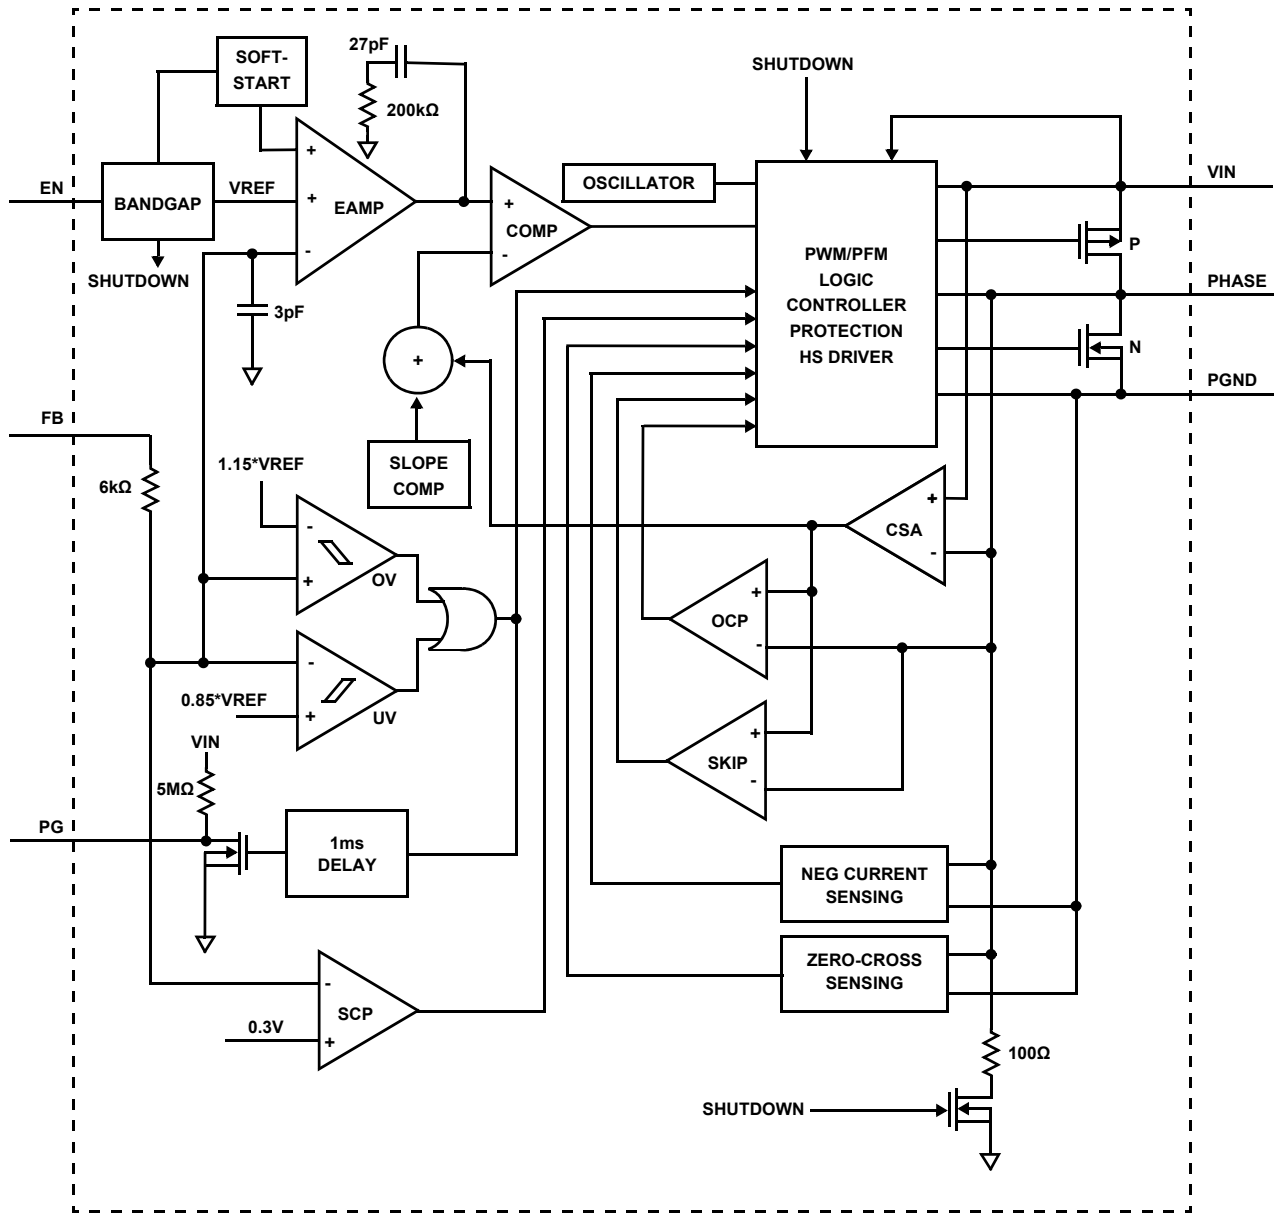 27pF
SOFT-
START
SHUTDOWN
200kΩ
+
EN
BANDGAP
VREF
+
EAMP
-
OSCILLATOR
VIN
+
COMP
-
SHUTDOWN
3pF
PWM/PFM
LOGIC
CONTROLLER
PROTECTION
HS DRIVER
P
PHASE
N
+
PGND
FB
SLOPE
COMP
1.15*VREF
6kΩ
-
+
OV
+
CSA
-
+
OCP
-
-
0.85*VREF
+
UV
+
SKIP
-
VIN
5MΩ
PG
1ms
DELAY
NEG CURRENT
SENSING
ZERO-CROSS
SENSING
-
SCP
0.3V
+
100Ω
SHUTDOWN